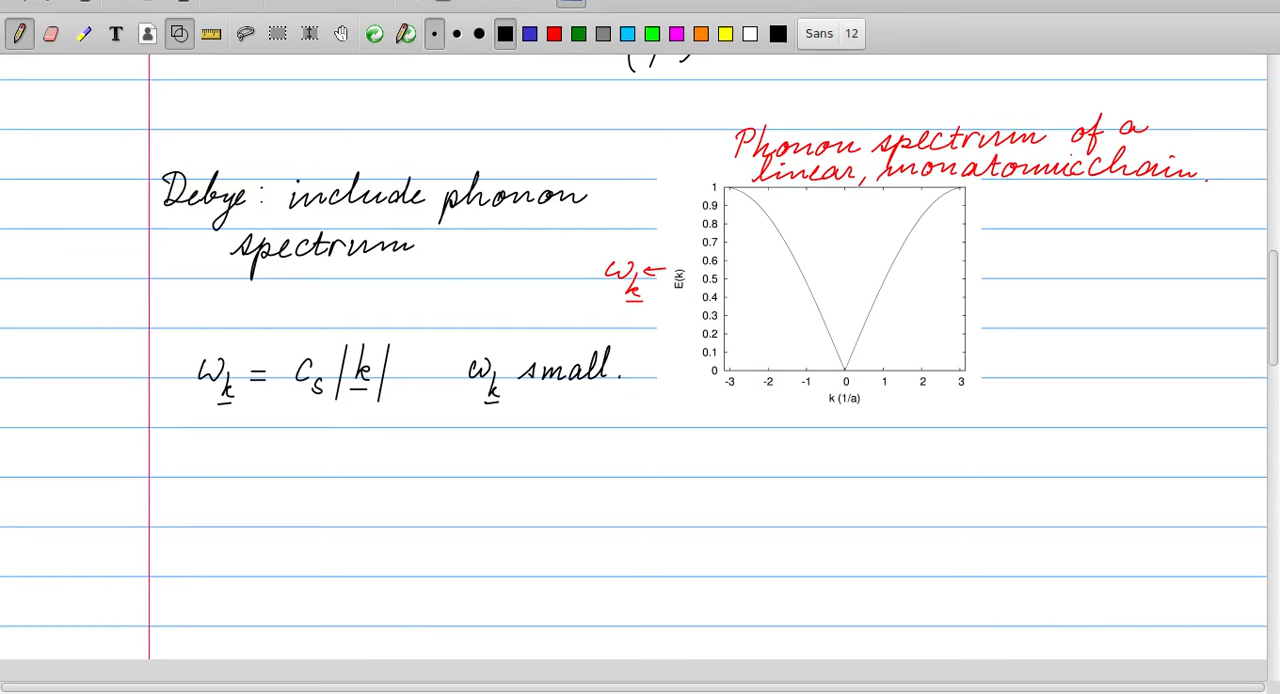 Sans 12
Phonon spectrum of a
linear, monatomic chain.
Debye: include phonon
spectrum
ω_k ←
E(k)
1
0.9
0.8
0.7
0.6
0.5
0.4
0.3
0.2
0.1
0
-3 -2 -1 0 1 2 3
k (1/a)
ω_k = C_s |k| ω_k small.